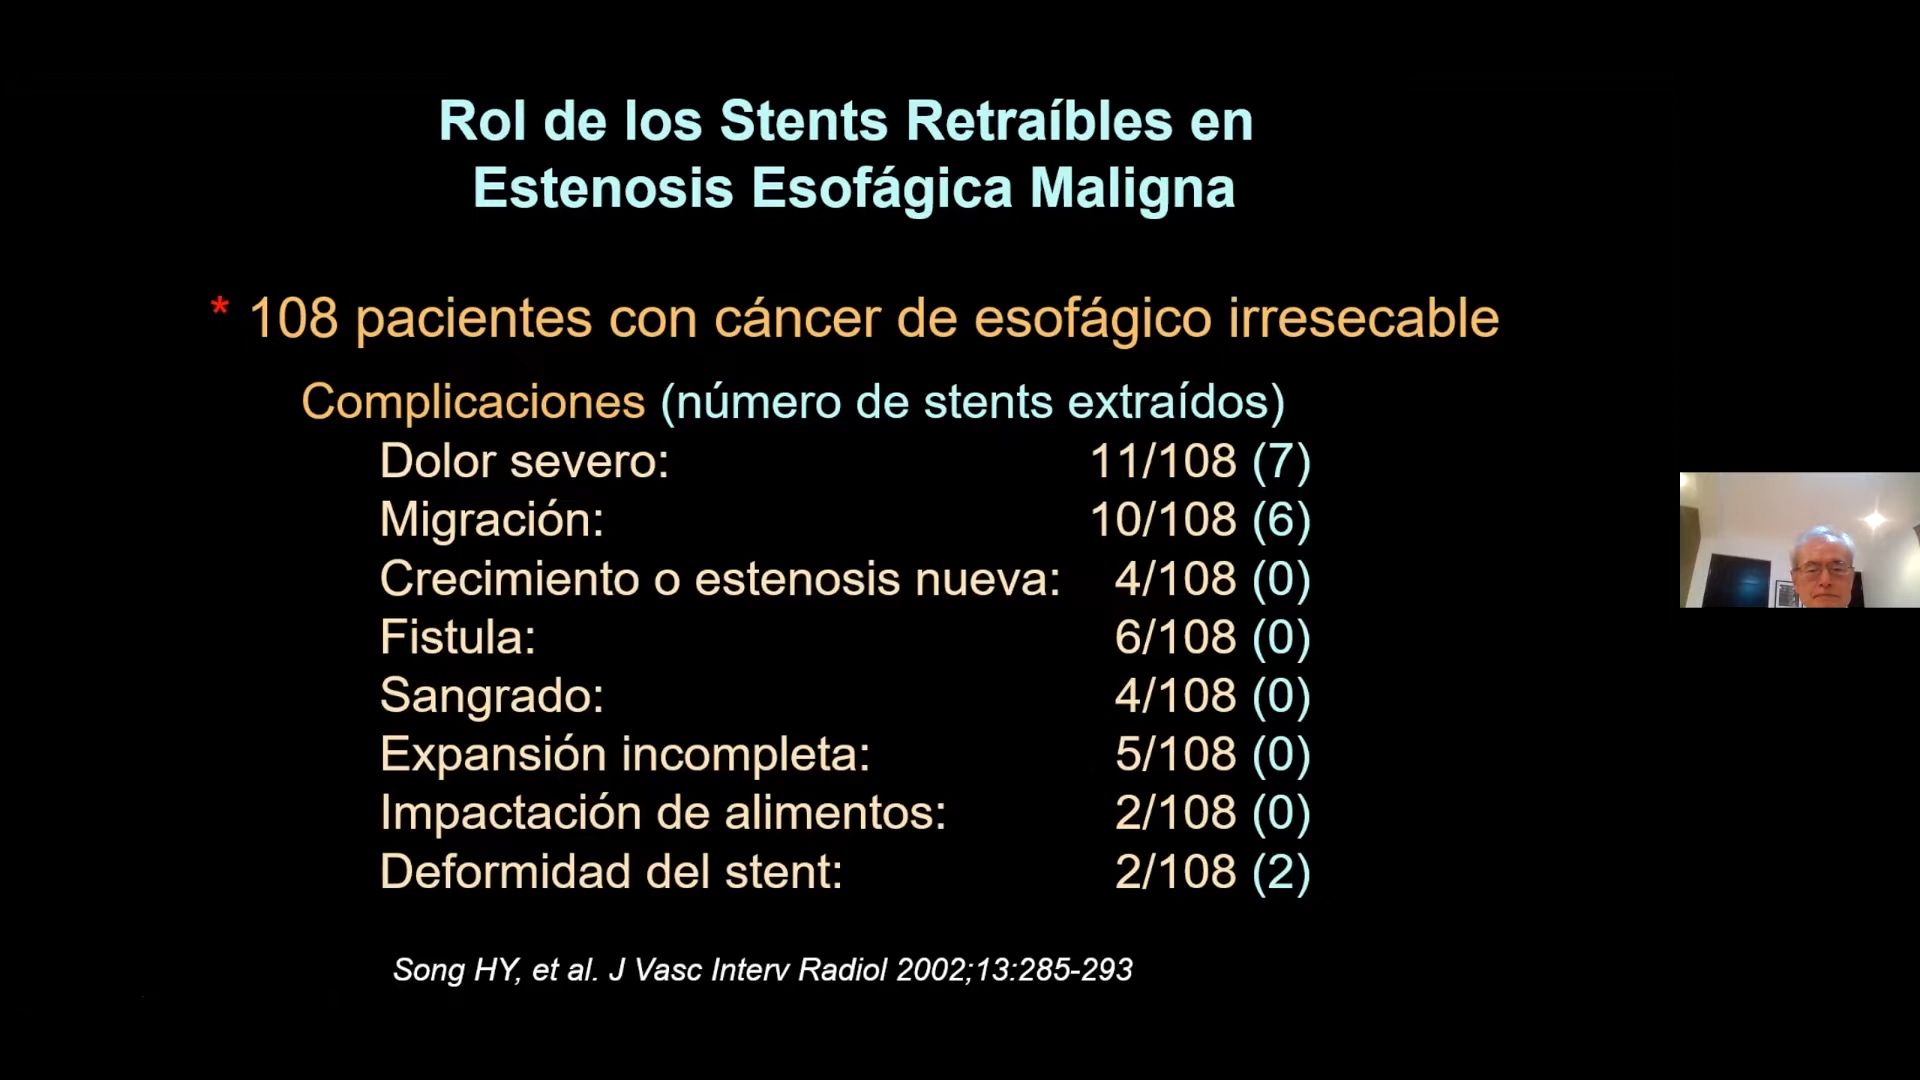 Rol de los Stents Retraíbles en
Estenosis Esofágica Maligna
* 108 pacientes con cáncer de esofágico irresecable
Complicaciones (número de stents extraídos)
Dolor severo: 11/108 (7)
Migración: 10/108 (6)
Crecimiento o estenosis nueva: 4/108 (0)
Fistula: 6/108 (0)
Sangrado: 4/108 (0)
Expansión incompleta: 5/108 (0)
Impactación de alimentos: 2/108 (0)
Deformidad del stent: 2/108 (2)
Song HY, et al. J Vasc Interv Radiol 2002;13:285-293